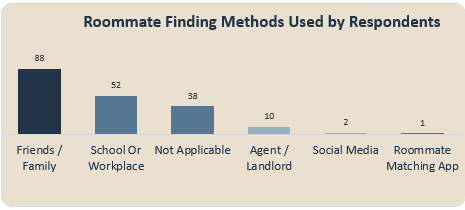 Roommate Finding Methods Used by Respondents
88
52
38
10
2
1
Friends /
Family
School Or
Workplace
Not Applicable
Agent /
Landlord
Social Media
Roommate
Matching App